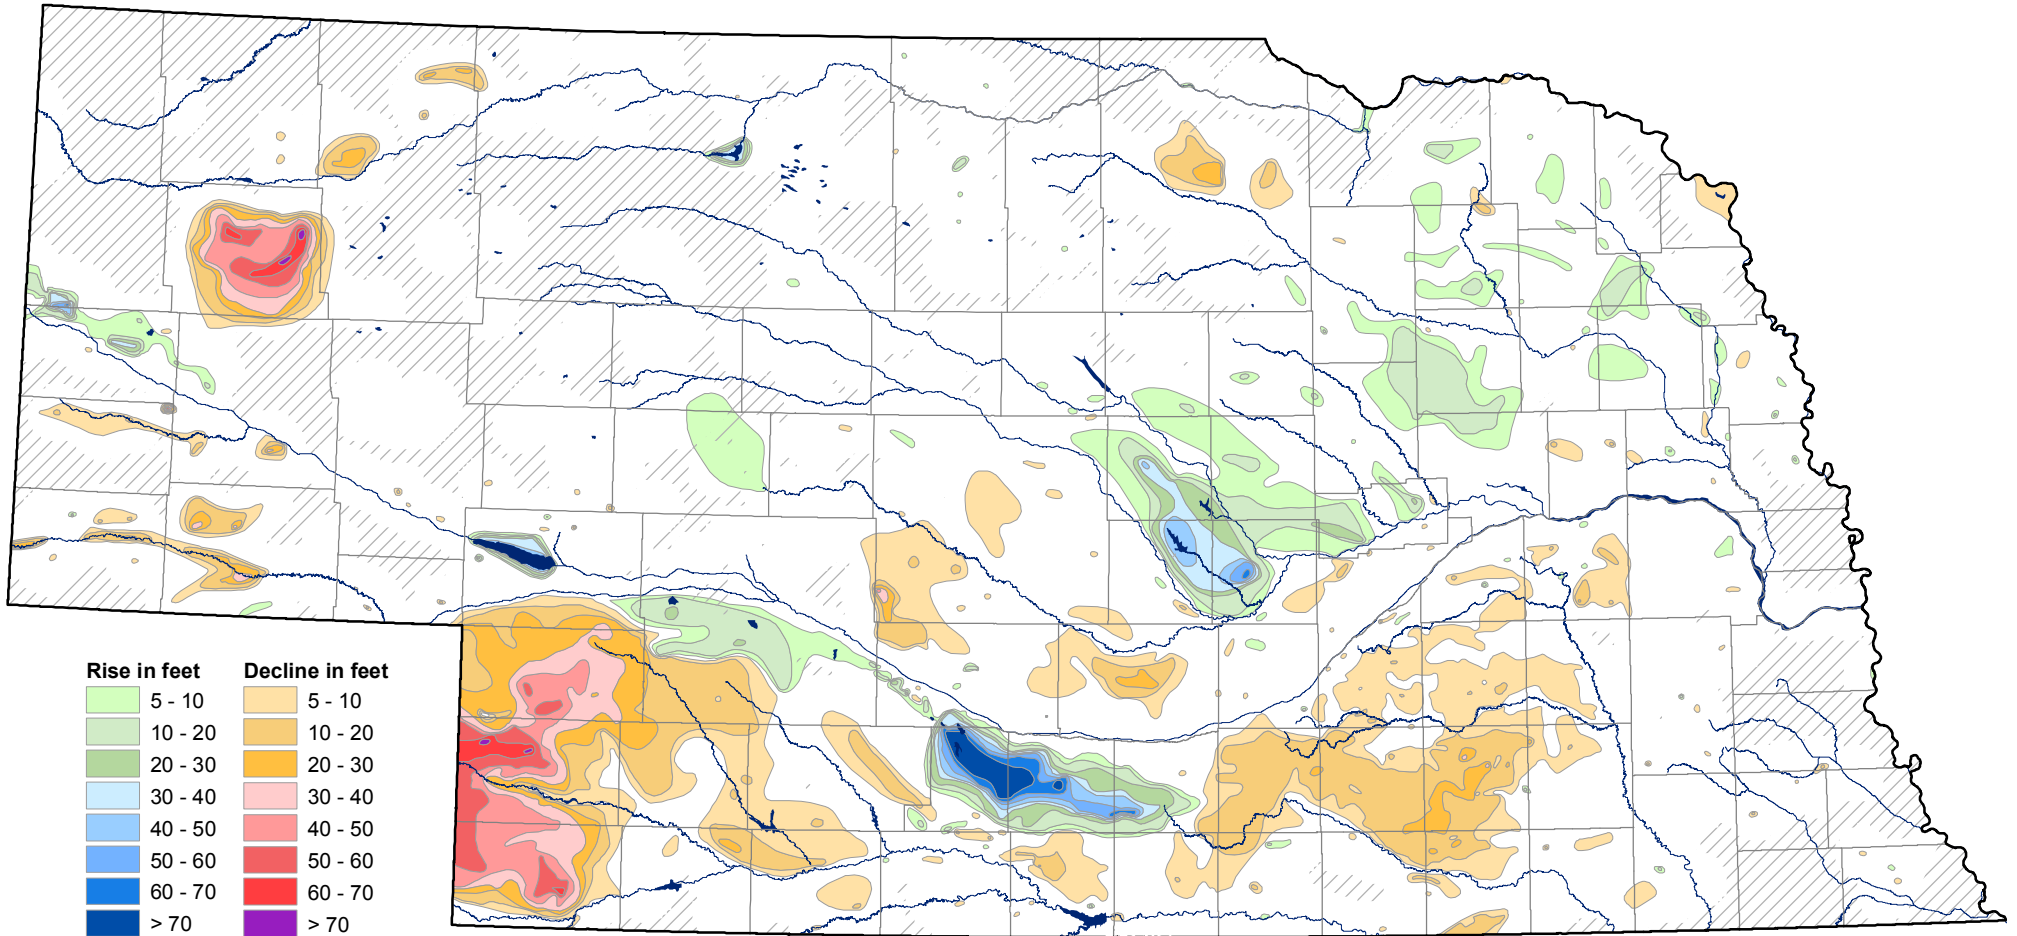 Rise in feet Decline in feet
5 - 10 5 - 10
10 - 20 10 - 20
20 - 30 20 - 30
30 - 40 30 - 40
40 - 50 40 - 50
50 - 60 50 - 60
60 - 70 60 - 70
> 70 > 70